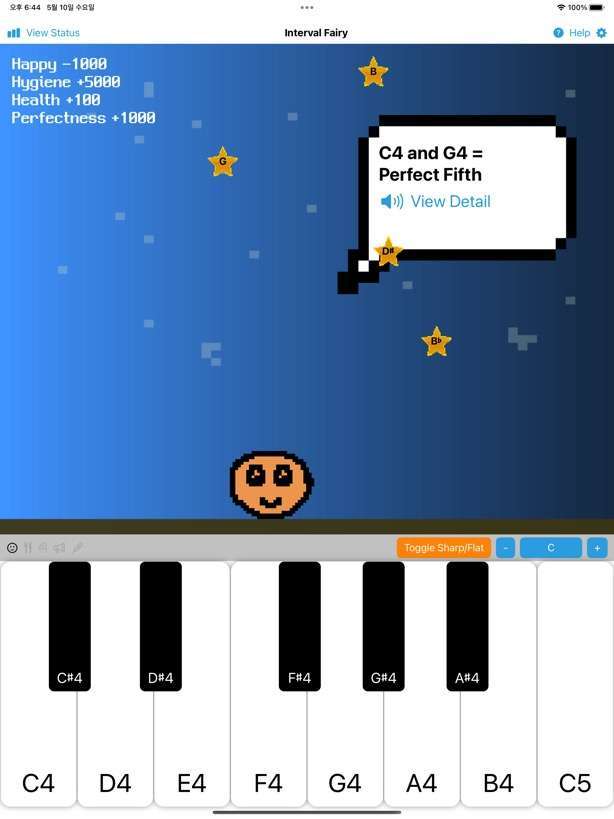 오후 6:44 5월 10일 수요일
100%
View Status
Interval Fairy
Help
Happy -1000
Hygiene +5000
Health +100
Perfectness +1000
B
G
C4 and G4 =
Perfect Fifth
View Detail
D#
B♭
Toggle Sharp/Flat
-
C
+
C♯4
D♯4
F♯4
G♯4
A♯4
C4
D4
E4
F4
G4
A4
B4
C5